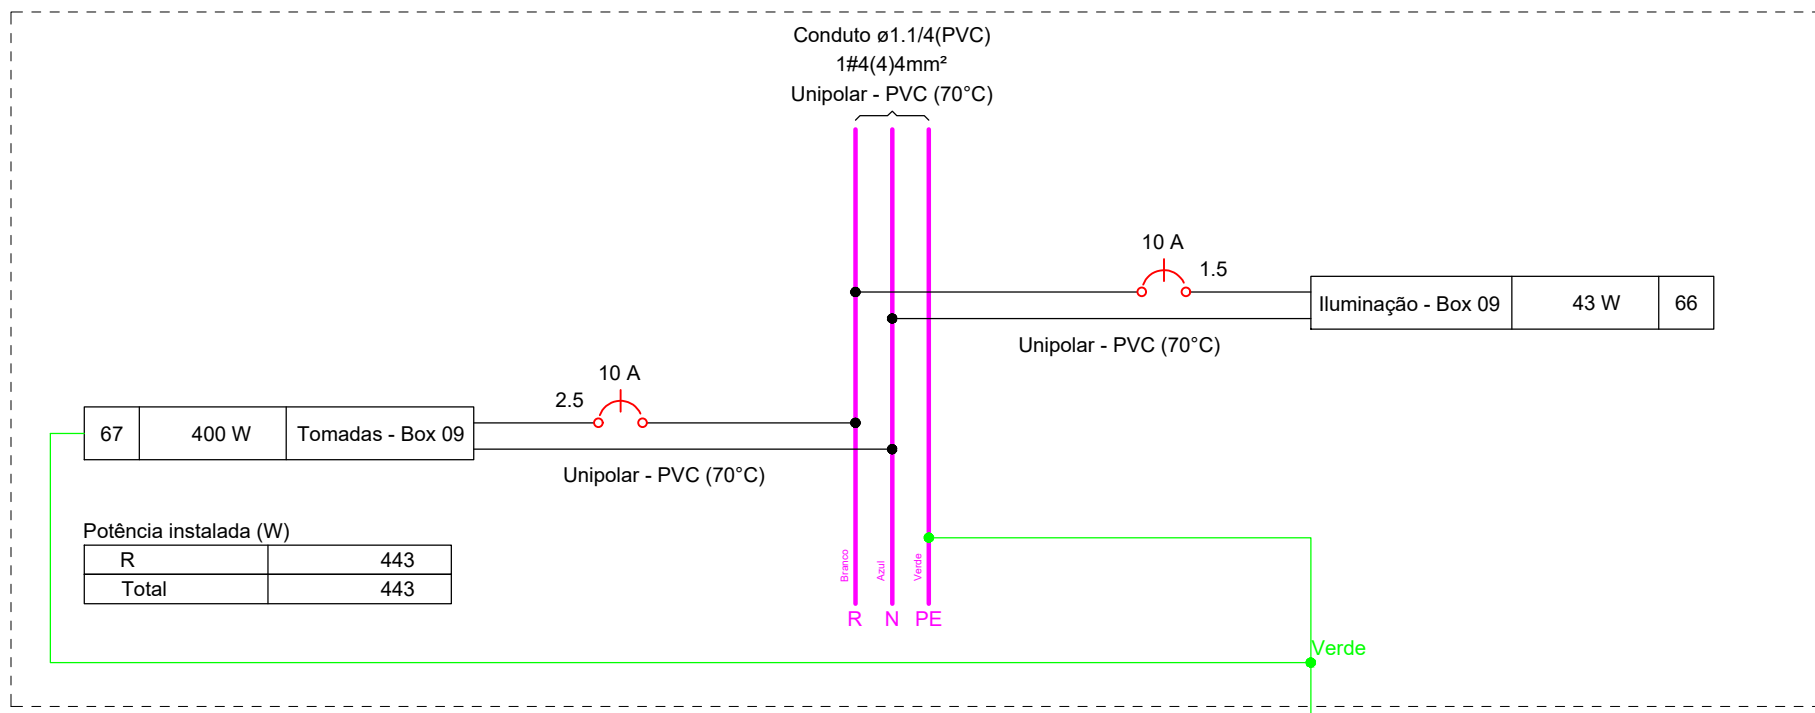 Conduto ø1.1/4(PVC)
1#4(4)4mm²
Unipolar - PVC (70°C)
10 A
1.5
Iluminação - Box 09 43 W 66
Unipolar - PVC (70°C)
10 A
2.5
67 400 W Tomadas - Box 09
Unipolar - PVC (70°C)
Potência instalada (W)
R 443
Total 443
Branco
Azul
Verde
R N PE
Verde